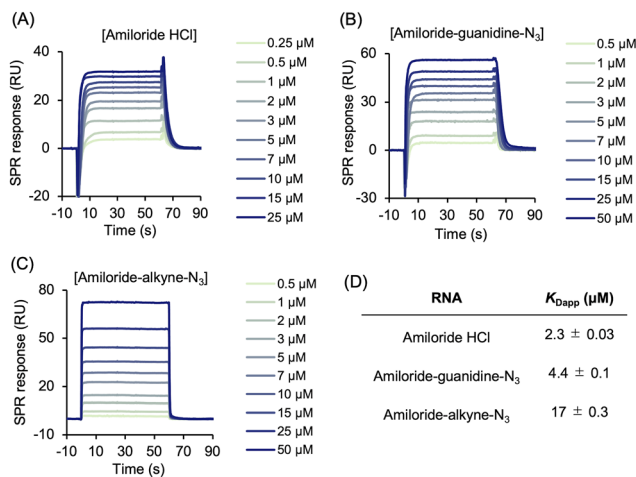 (A)
[Amiloride HCl]
SPR response (RU)
40
20
0
-20
-10 10 30 50 70 90
Time (s)
0.25 µM
0.5 µM
1 µM
2 µM
3 µM
5 µM
7 µM
10 µM
15 µM
25 µM
(B)
[Amiloride-guanidine-N₃]
SPR response (RU)
60
30
0
-30
-10 10 30 50 70 90
Time (s)
0.5 µM
1 µM
2 µM
3 µM
5 µM
7 µM
10 µM
15 µM
25 µM
50 µM
(C)
[Amiloride-alkyne-N₃]
SPR response (RU)
80
50
20
-10
-10 10 30 50 70 90
Time (s)
0.5 µM
1 µM
2 µM
3 µM
5 µM
7 µM
10 µM
15 µM
25 µM
50 µM
(D)
RNA K_Dapp (µM)
Amiloride HCl 2.3 ± 0.03
Amiloride-guanidine-N₃ 4.4 ± 0.1
Amiloride-alkyne-N₃ 17 ± 0.3